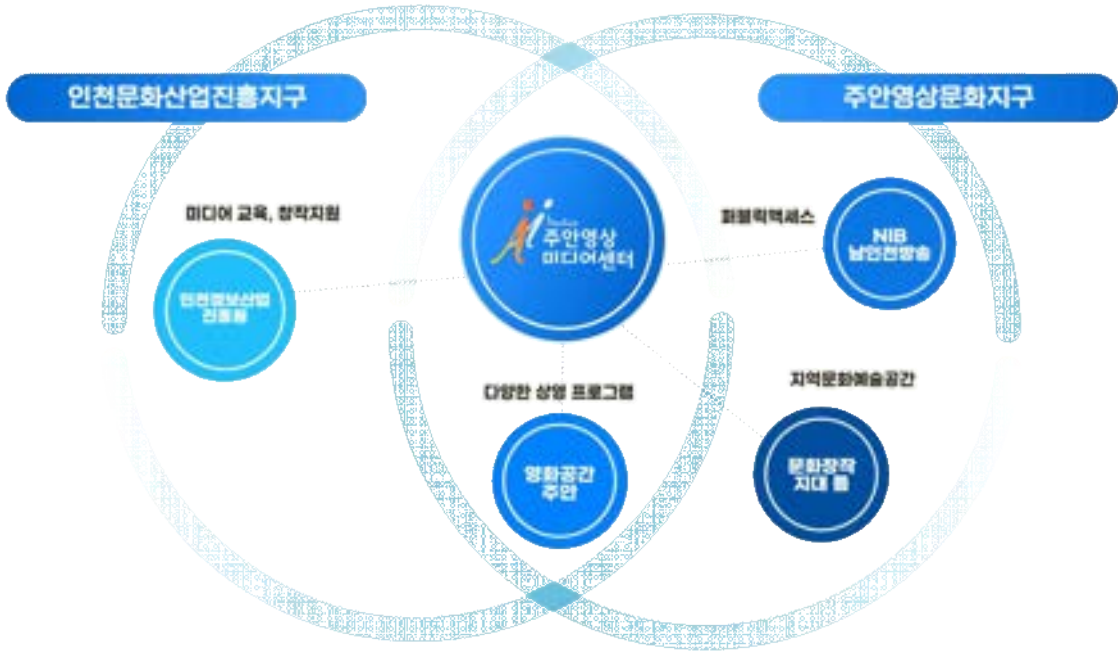 인천문화산업진흥지구
주안영상문화지구
미디어 교육, 창작지원
퍼블릭액세스
주안영상
미디어센터
NIB
남인천방송
인천정보산업
진흥원
다양한 상영 프로그램
지역문화예술공간
영화공간
주안
문화창작
지대 틈